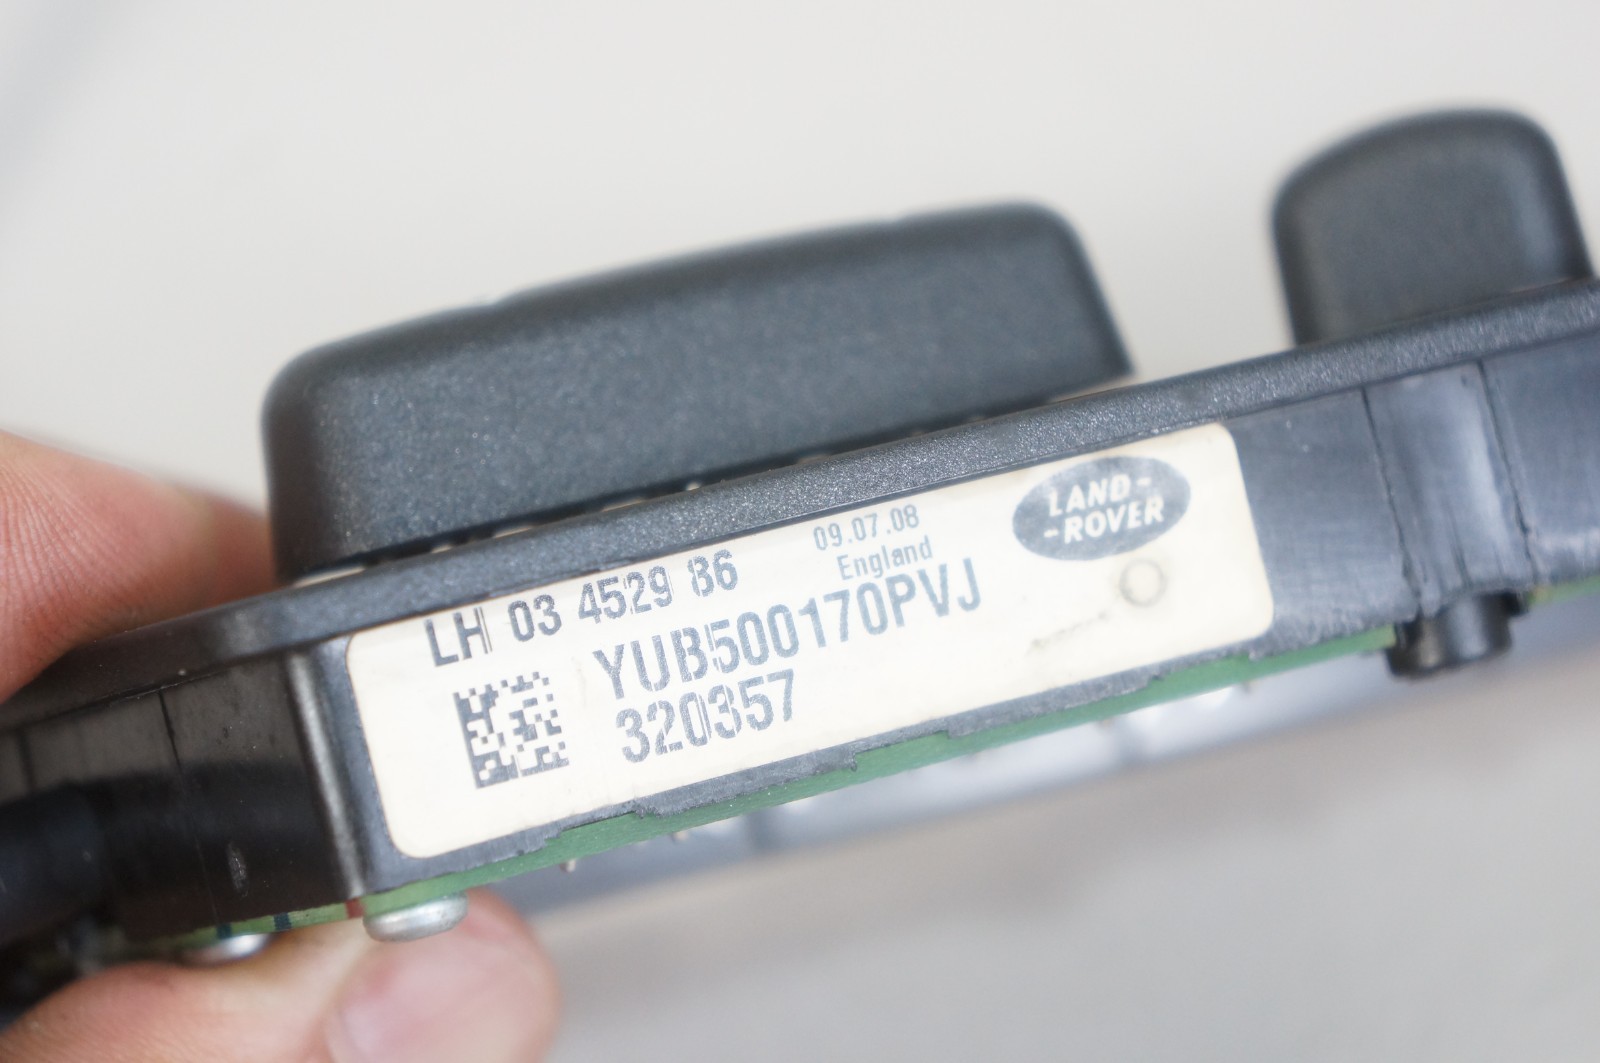 LAND-
-ROVER
09.07.08
England
LH 03 4529 86
YUB500170PVJ
320357